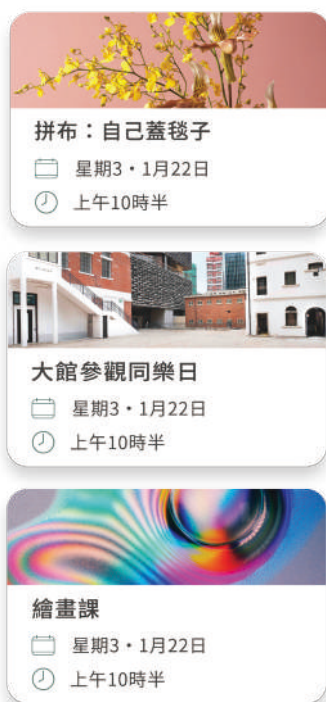 拼布：自己蓋毯子
星期3・1月22日
上午10時半
大館參觀同樂日
星期3・1月22日
上午10時半
繪畫課
星期3・1月22日
上午10時半